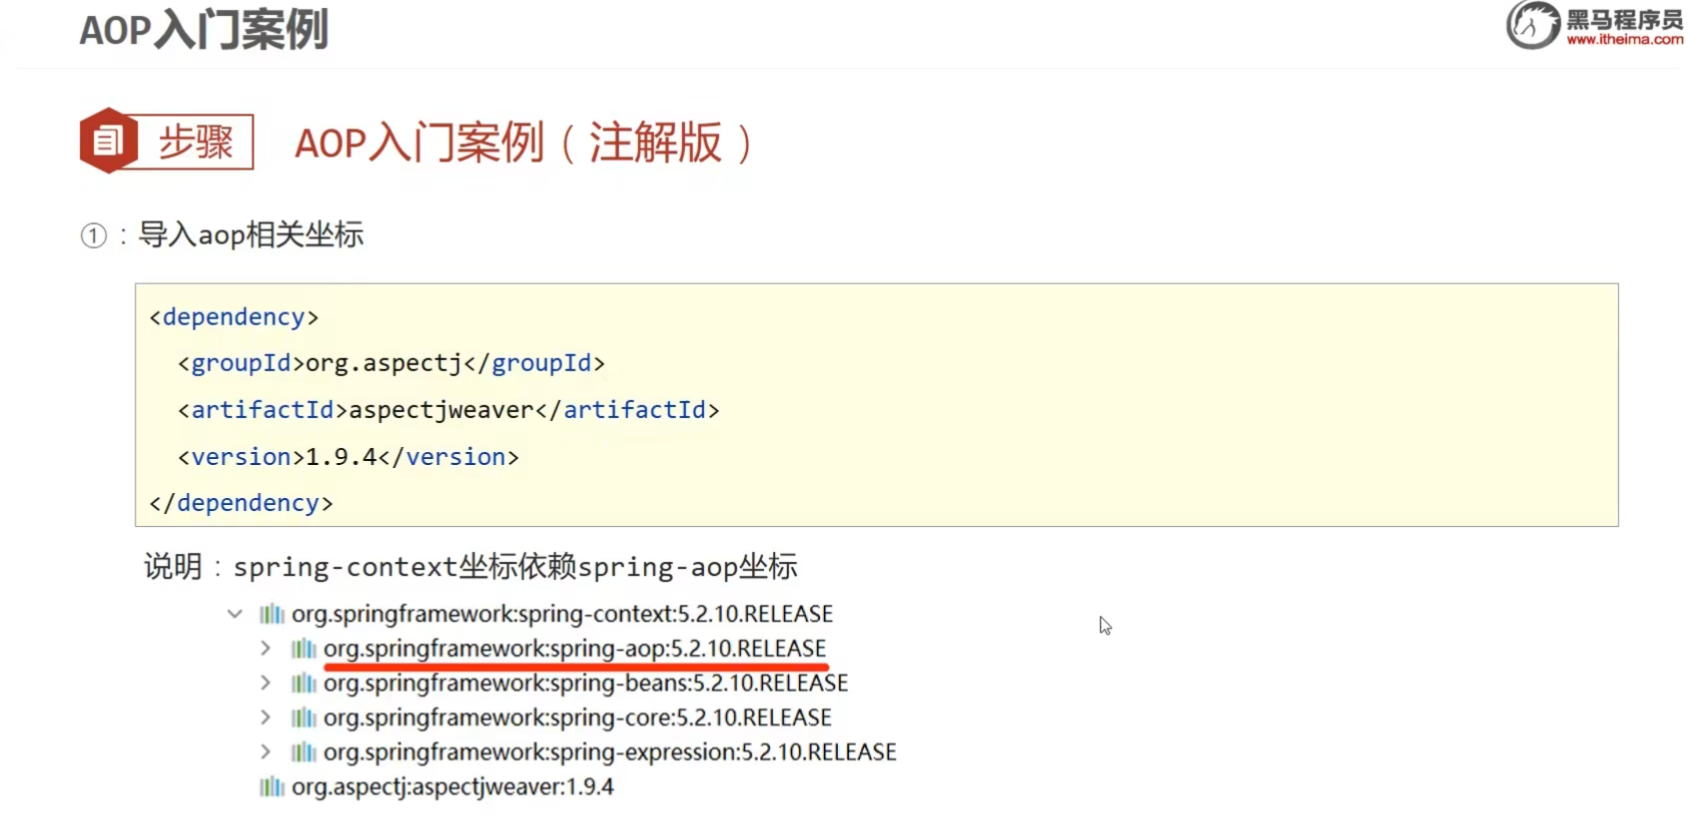 AOP入门案例
黑马程序员
www.itheima.com
步骤
AOP入门案例（注解版）
①：导入aop相关坐标
<dependency>
<groupId>org.aspectj</groupId>
<artifactId>aspectjweaver</artifactId>
<version>1.9.4</version>
</dependency>
说明：spring-context坐标依赖spring-aop坐标
org.springframework:spring-context:5.2.10.RELEASE
org.springframework:spring-aop:5.2.10.RELEASE
org.springframework:spring-beans:5.2.10.RELEASE
org.springframework:spring-core:5.2.10.RELEASE
org.springframework:spring-expression:5.2.10.RELEASE
org.aspectj:aspectjweaver:1.9.4